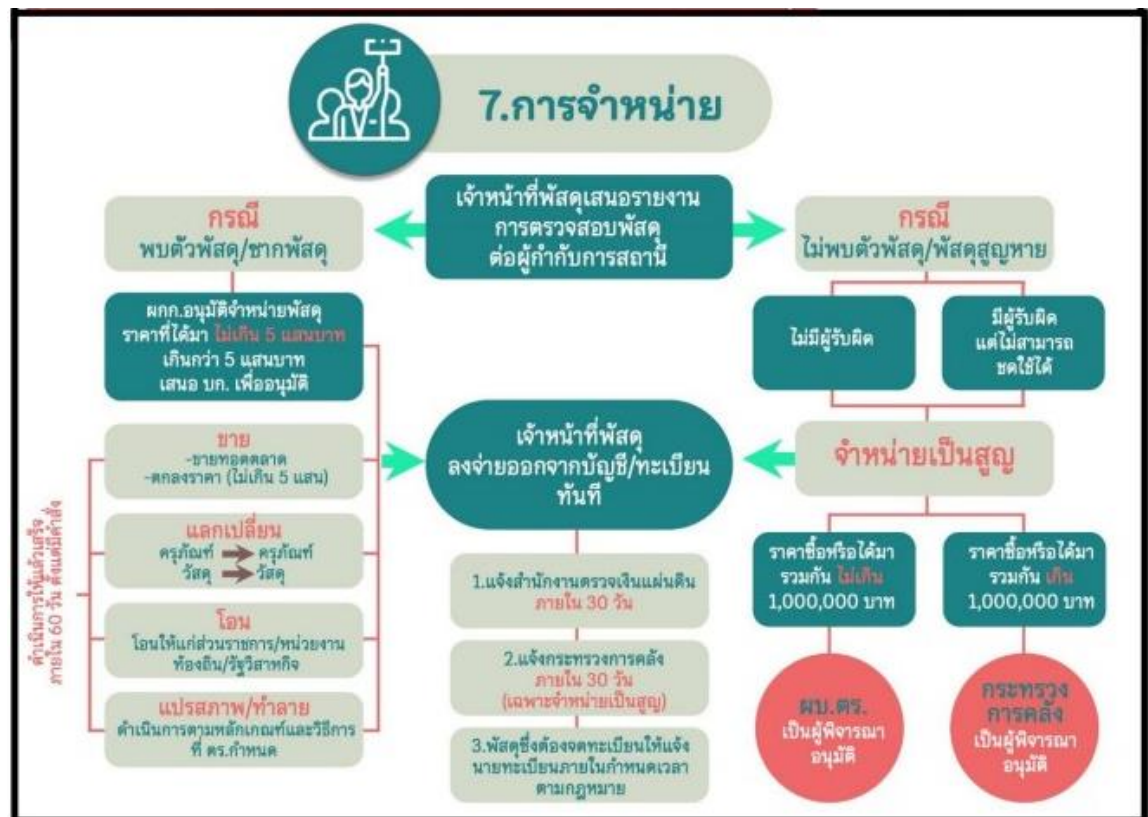 7.การจำหน่าย
เจ้าหน้าที่พัสดุเสนอรายงาน
การตรวจสอบพัสดุ
ต่อผู้กำกับการสถานี
กรณี
พบตัวพัสดุ/ซากพัสดุ
ผกก.อนุมัติจำหน่ายพัสดุ
ราคาที่ได้มา ไม่เกิน 5 แสนบาท
เกินกว่า 5 แสนบาท
เสนอ บก. เพื่ออนุมัติ
ขาย
-ขายทอดตลาด
-ตกลงราคา (ไม่เกิน 5 แสน)
แลกเปลี่ยน
ครุภัณฑ์ ครุภัณฑ์
วัสดุ วัสดุ
โอน
โอนให้แก่ส่วนราชการ/หน่วยงาน
ท้องถิ่น/รัฐวิสาหกิจ
แปรสภาพ/ทำลาย
ดำเนินการตามหลักเกณฑ์และวิธีการ
ที่ ตร.กำหนด
ดำเนินการให้แล้วเสร็จ
ภายใน 60 วัน ตั้งแต่มีคำสั่ง
เจ้าหน้าที่พัสดุ
ลงจ่ายออกจากบัญชี/ทะเบียน
ทันที
1.แจ้งสำนักงานตรวจเงินแผ่นดิน
ภายใน 30 วัน
2.แจ้งกระทรวงการคลัง
ภายใน 30 วัน
(เฉพาะจำหน่ายเป็นสูญ)
3.พัสดุซึ่งต้องจดทะเบียนให้แจ้ง
นายทะเบียนภายในกำหนดเวลา
ตามกฎหมาย
กรณี
ไม่พบตัวพัสดุ/พัสดุสูญหาย
ไม่มีผู้รับผิด
มีผู้รับผิด
แต่ไม่สามารถ
ชดใช้ได้
จำหน่ายเป็นสูญ
ราคาซื้อหรือได้มา
รวมกัน ไม่เกิน
1,000,000 บาท
ราคาซื้อหรือได้มา
รวมกัน เกิน
1,000,000 บาท
ผบ.ตร.
เป็นผู้พิจารณา
อนุมัติ
กระทรวง
การคลัง
เป็นผู้พิจารณา
อนุมัติ